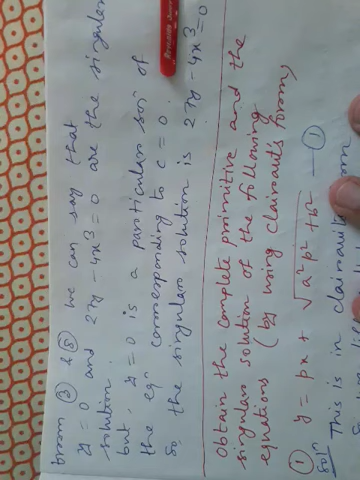 from ③ & ⑤ we can say that
y = 0 and 27y - 4x³ = 0 are the singular
solution.
but, y = 0 is a particular solⁿ of
the eqⁿ corresponding to c = 0.
So the singular solution is 27y - 4x³ = 0
Obtain the complete primitive and the
singular solution of the following
equations (by using clairaut's form)
① y = px + √a²p² + b² — ①
Solⁿ This is in clairaut's form